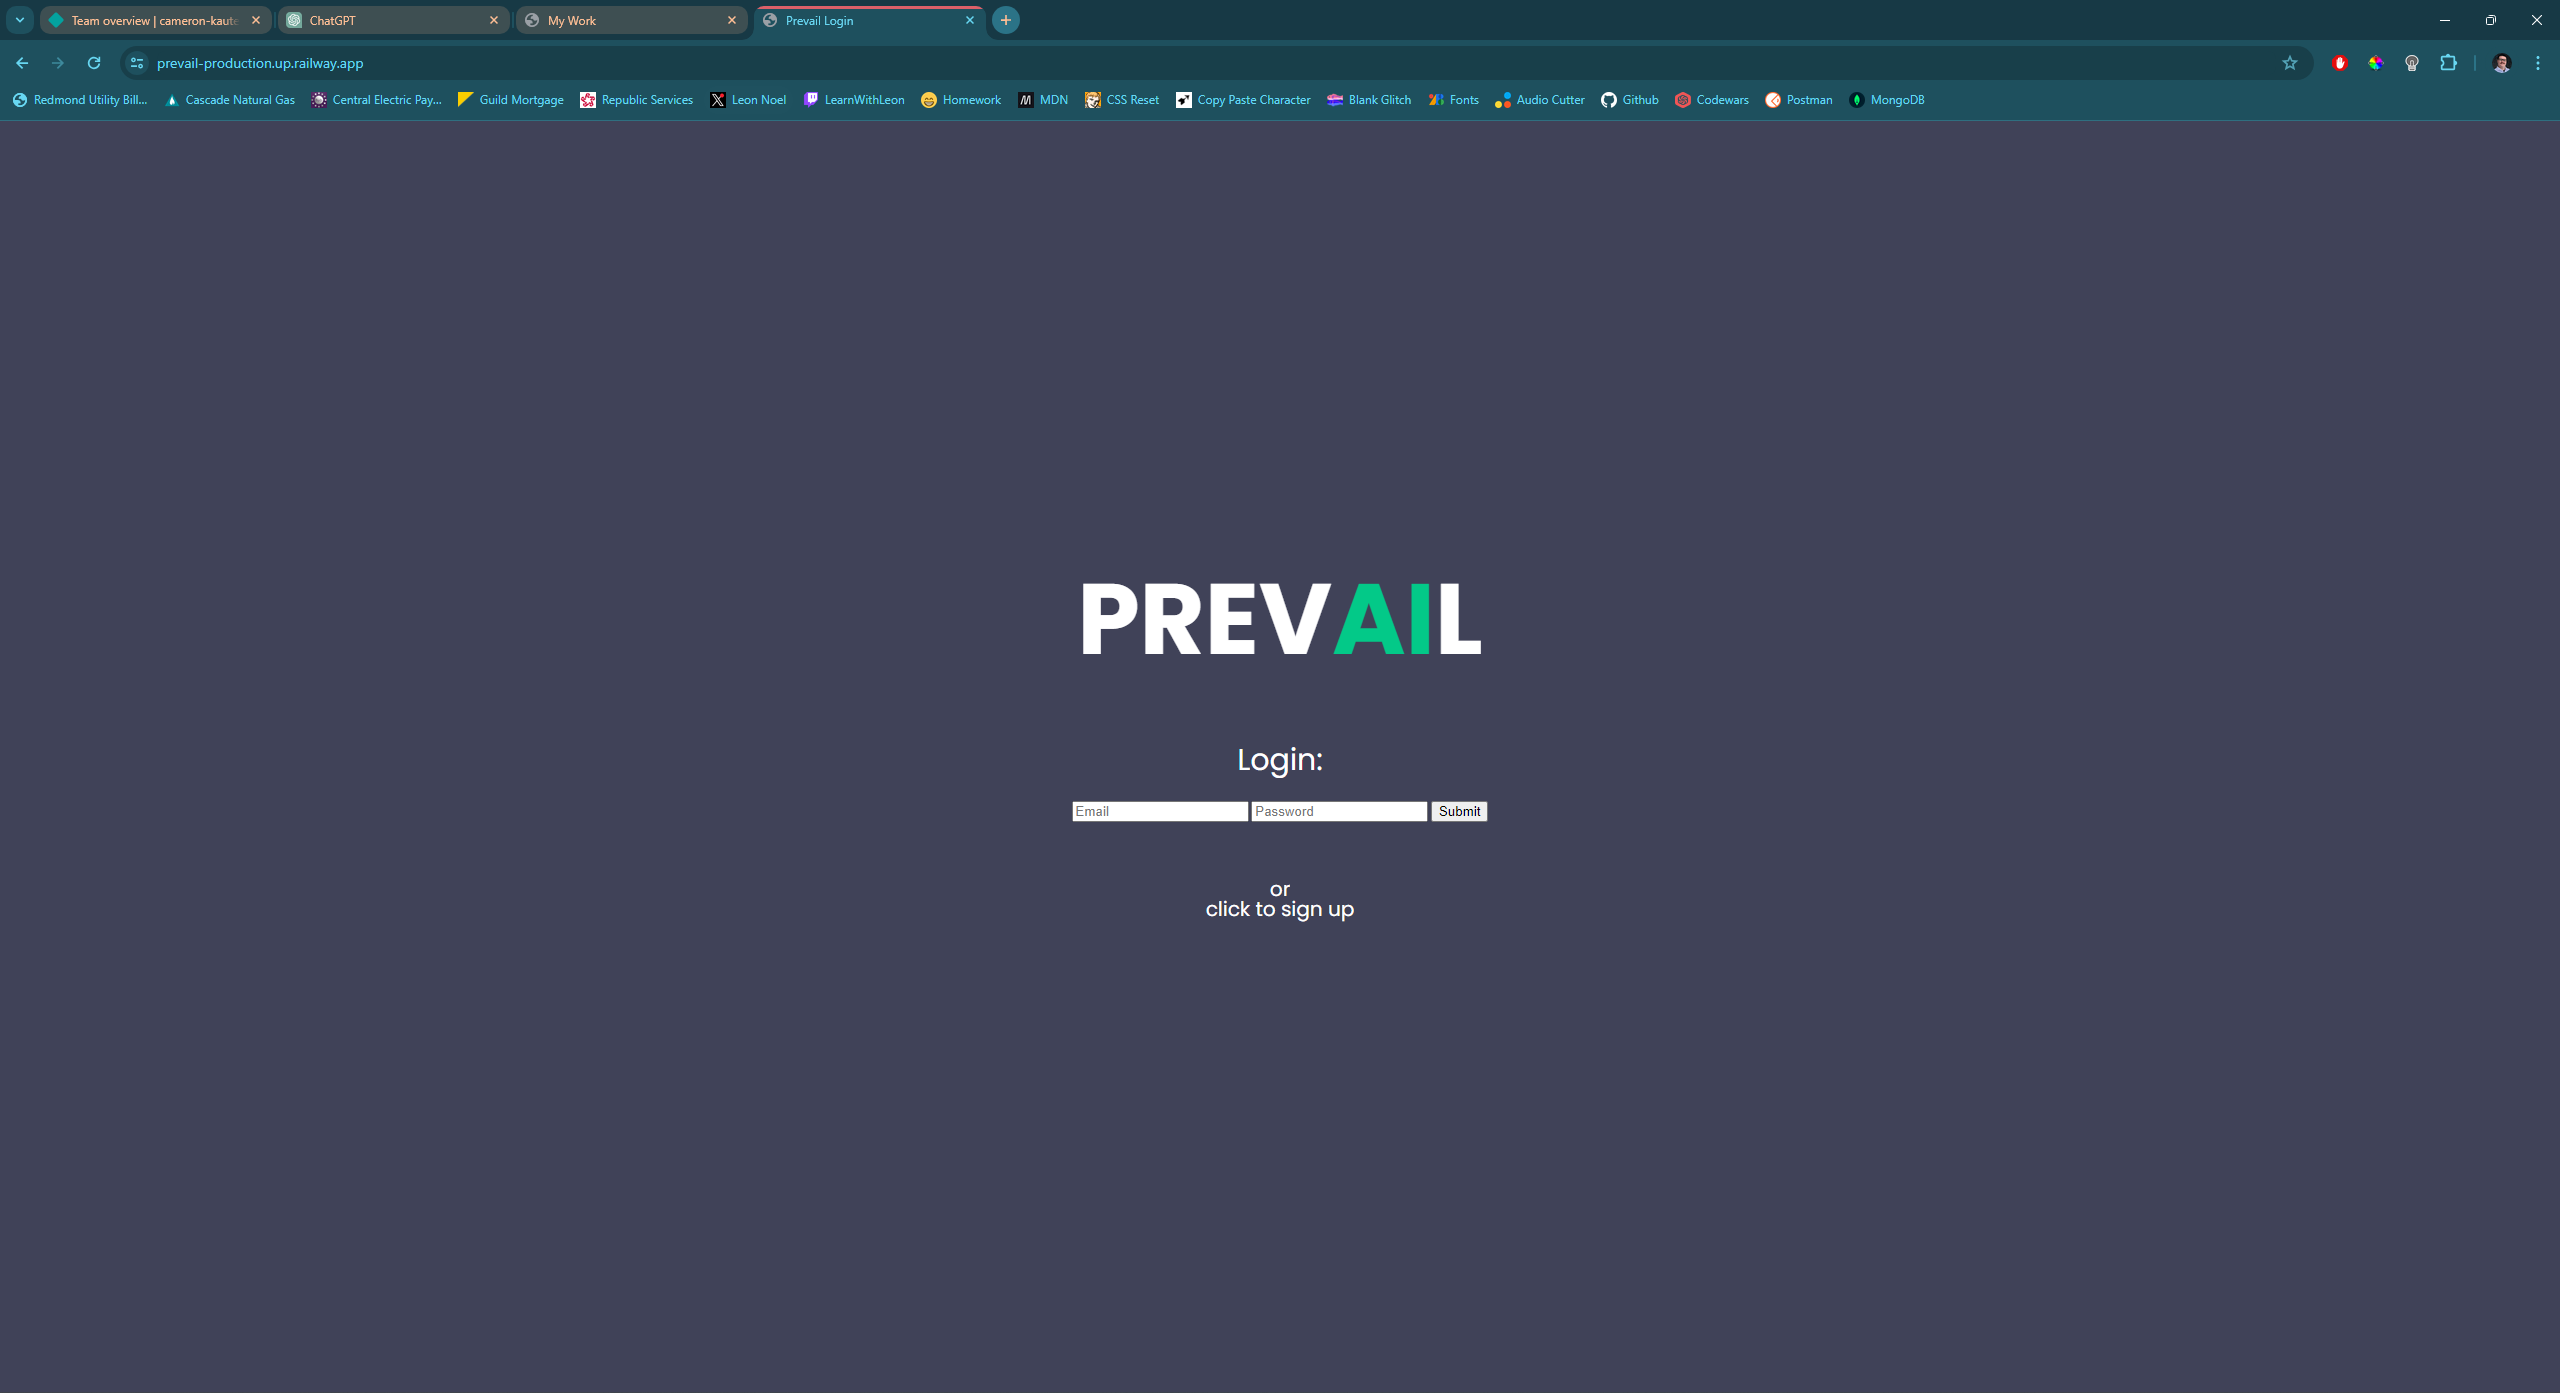 Team overview | cameron-kaute
ChatGPT
My Work
Prevail Login
prevail-production.up.railway.app
Redmond Utility Bill... Cascade Natural Gas Central Electric Pay... Guild Mortgage Republic Services Leon Noel LearnWithLeon Homework MDN CSS Reset Copy Paste Character Blank Glitch Fonts Audio Cutter Github Codewars Postman MongoDB
PREVAIL
Login:
Email Password Submit
or
click to sign up